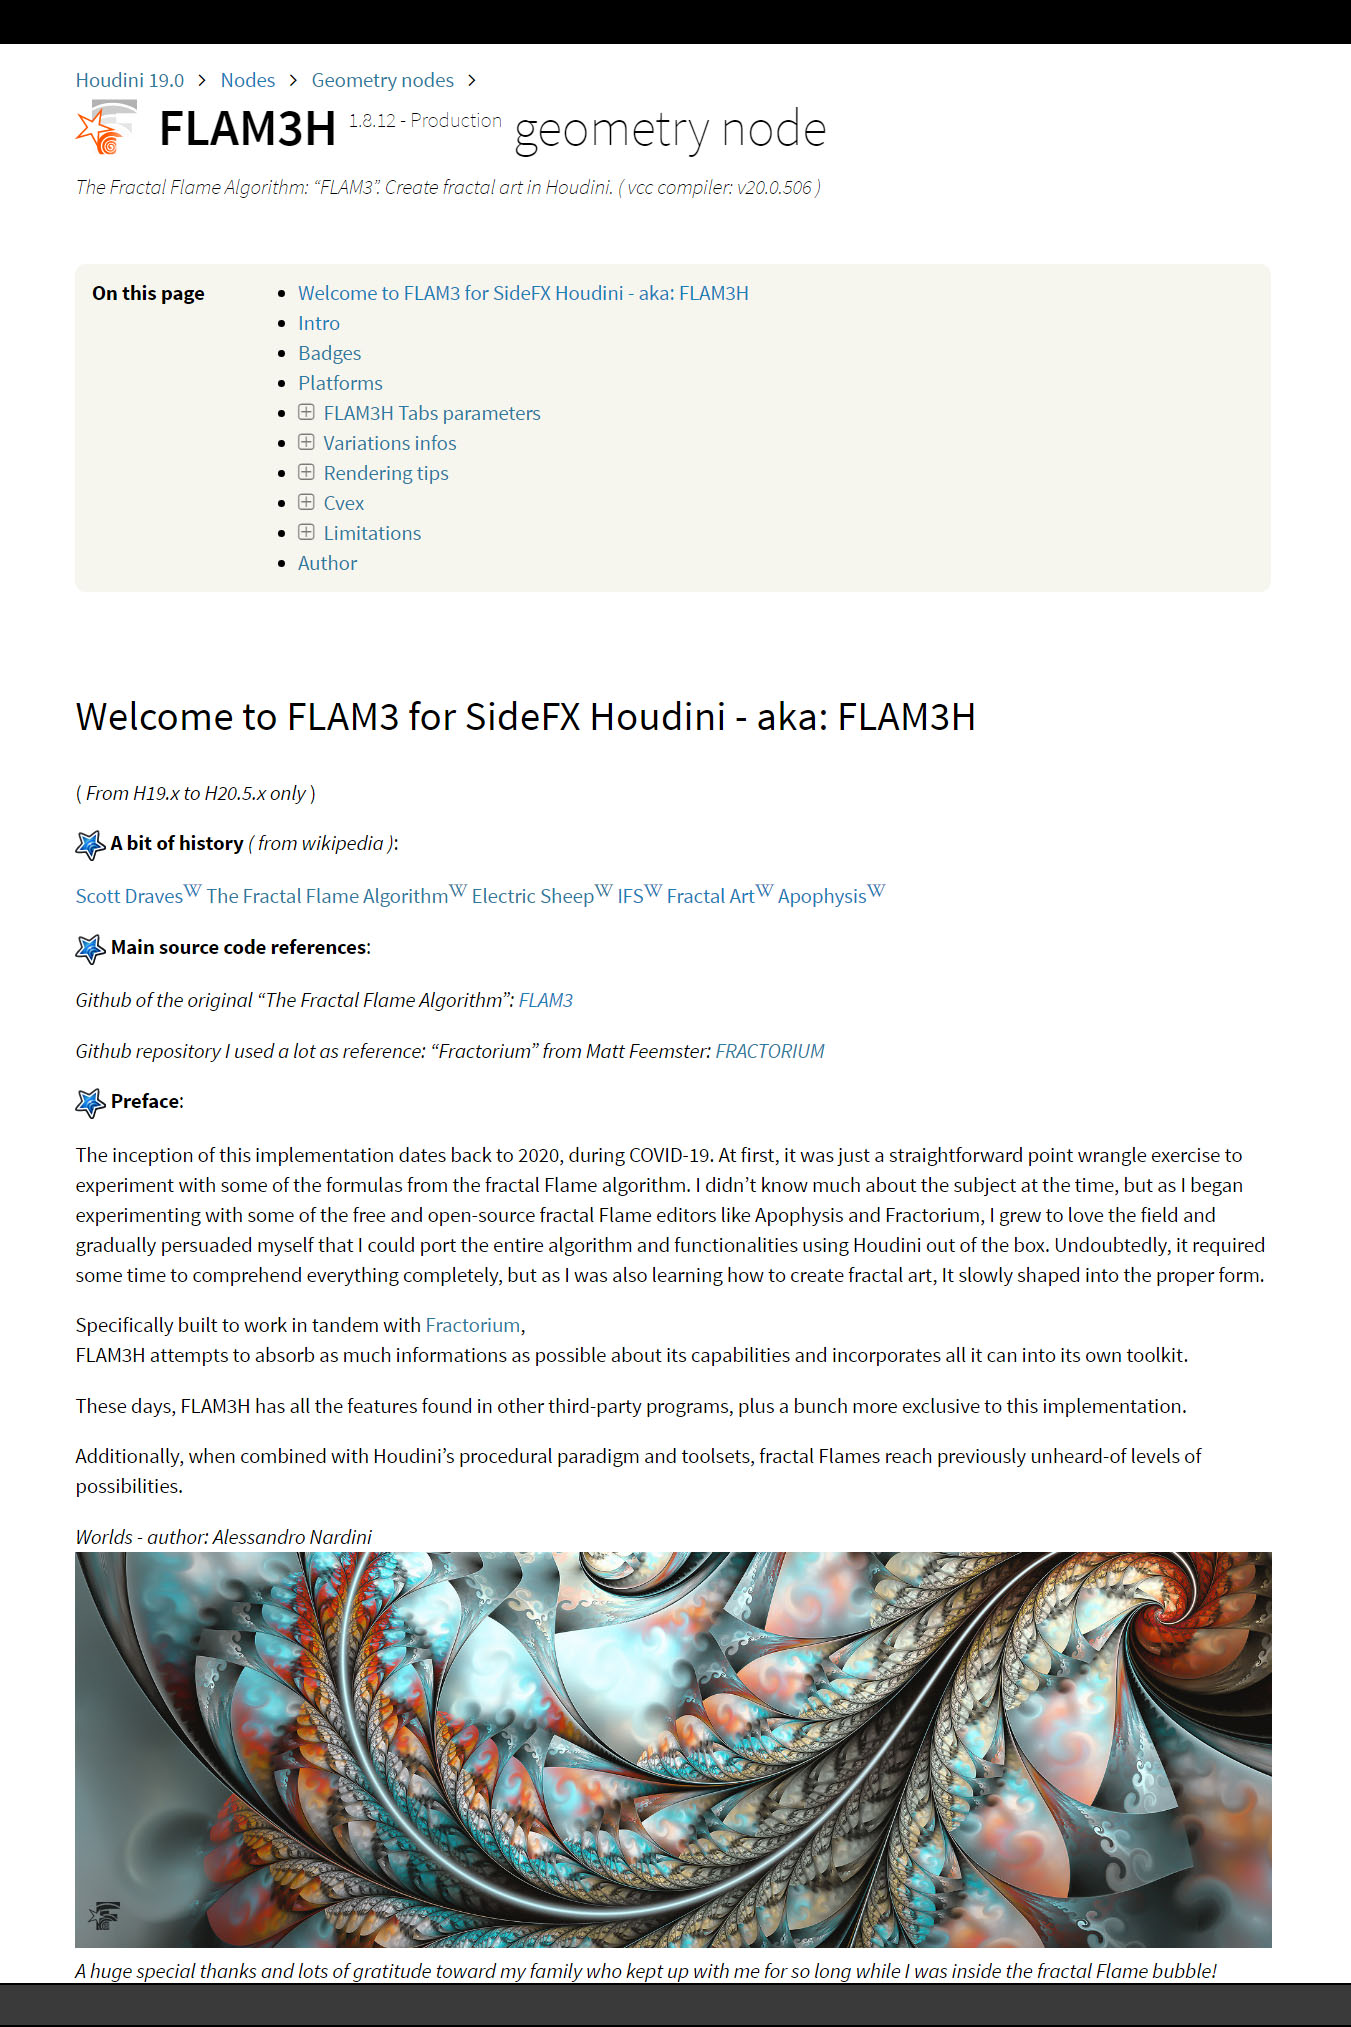 Houdini 19.0 > Nodes > Geometry nodes >
FLAM3H 1.8.12 - Production geometry node
The Fractal Flame Algorithm: “FLAM3”. Create fractal art in Houdini. ( vcc compiler: v20.0.506 )
On this page
Welcome to FLAM3 for SideFX Houdini - aka: FLAM3H
Intro
Badges
Platforms
FLAM3H Tabs parameters
Variations infos
Rendering tips
Cvex
Limitations
Author
Welcome to FLAM3 for SideFX Houdini - aka: FLAM3H
( From H19.x to H20.5.x only )
A bit of history ( from wikipedia ):
Scott DravesW The Fractal Flame AlgorithmW Electric SheepW IFSW Fractal ArtW ApophysisW
Main source code references:
Github of the original “The Fractal Flame Algorithm”: FLAM3
Github repository I used a lot as reference: “Fractorium” from Matt Feemster: FRACTORIUM
Preface:
The inception of this implementation dates back to 2020, during COVID-19. At first, it was just a straightforward point wrangle exercise to
experiment with some of the formulas from the fractal Flame algorithm. I didn’t know much about the subject at the time, but as I began
experimenting with some of the free and open-source fractal Flame editors like Apophysis and Fractorium, I grew to love the field and
gradually persuaded myself that I could port the entire algorithm and functionalities using Houdini out of the box. Undoubtedly, it required
some time to comprehend everything completely, but as I was also learning how to create fractal art, It slowly shaped into the proper form.
Specifically built to work in tandem with Fractorium,
FLAM3H attempts to absorb as much informations as possible about its capabilities and incorporates all it can into its own toolkit.
These days, FLAM3H has all the features found in other third-party programs, plus a bunch more exclusive to this implementation.
Additionally, when combined with Houdini’s procedural paradigm and toolsets, fractal Flames reach previously unheard-of levels of
possibilities.
Worlds - author: Alessandro Nardini
A huge special thanks and lots of gratitude toward my family who kept up with me for so long while I was inside the fractal Flame bubble!